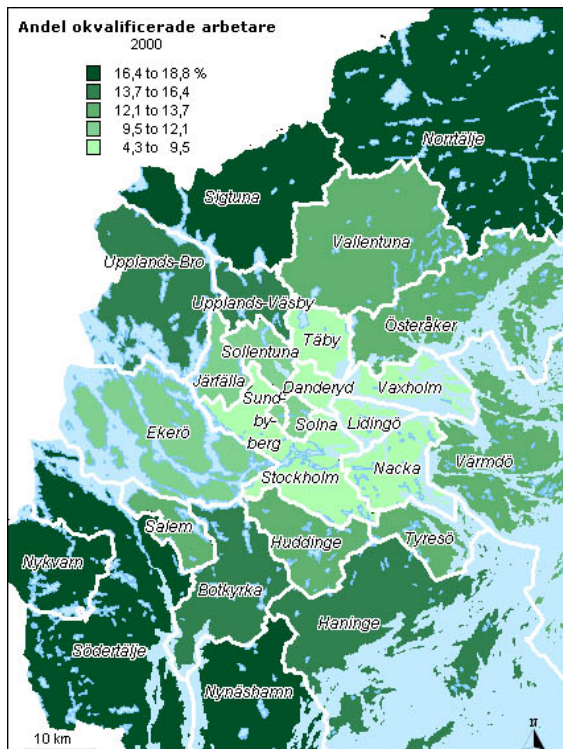 Andel okvalificerade arbetare
2000
16,4 to 18,8 %
13,7 to 16,4
12,1 to 13,7
9,5 to 12,1
4,3 to 9,5
Norrtälje
Sigtuna
Vallentuna
Upplands-Bro
Upplands-Väsby
Österåker
Täby
Sollentuna
Järfälla
Danderyd
Vaxholm
Sund-
by-
berg
Solna
Lidingö
Ekerö
Stockholm
Nacka
Värmdö
Salem
Huddinge
Tyresö
Nykvarn
Botkyrka
Haninge
Södertälje
Nynäshamn
10 km
N